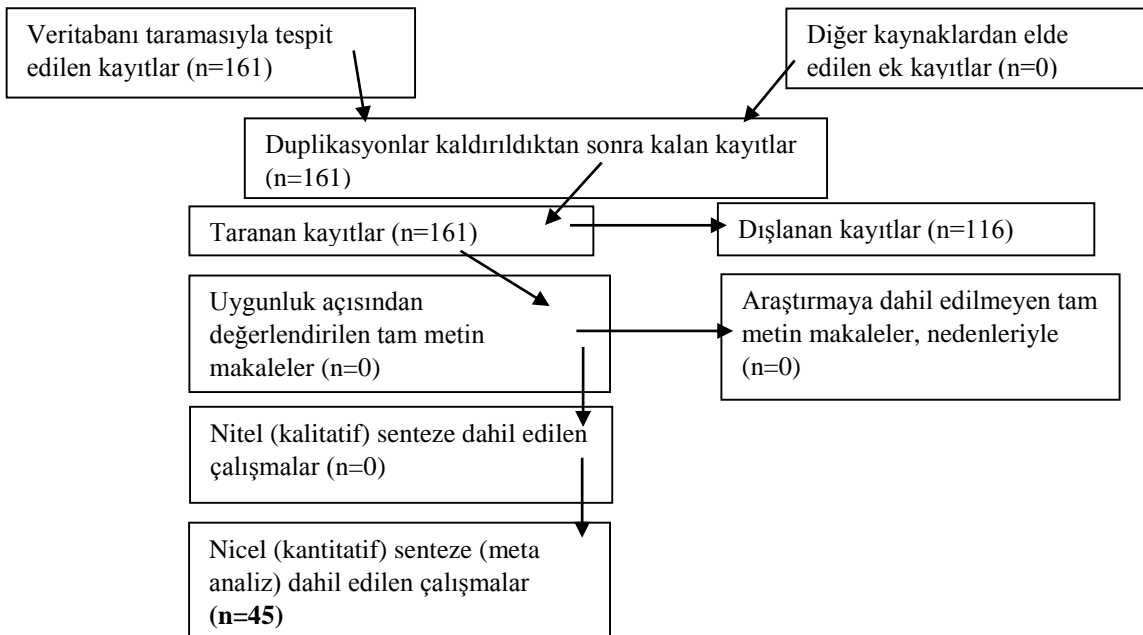 Veritabanı taramasıyla tespit
edilen kayıtlar (n=161)
Diğer kaynaklardan elde
edilen ek kayıtlar (n=0)
Duplikasyonlar kaldırıldıktan sonra kalan kayıtlar
(n=161)
Taranan kayıtlar (n=161)
Dışlanan kayıtlar (n=116)
Uygunluk açısından
değerlendirilen tam metin
makaleler (n=0)
Araştırmaya dahil edilmeyen tam
metin makaleler, nedenleriyle
(n=0)
Nitel (kalitatif) senteze dahil edilen
çalışmalar (n=0)
Nicel (kantitatif) senteze (meta
analiz) dahil edilen çalışmalar
(n=45)